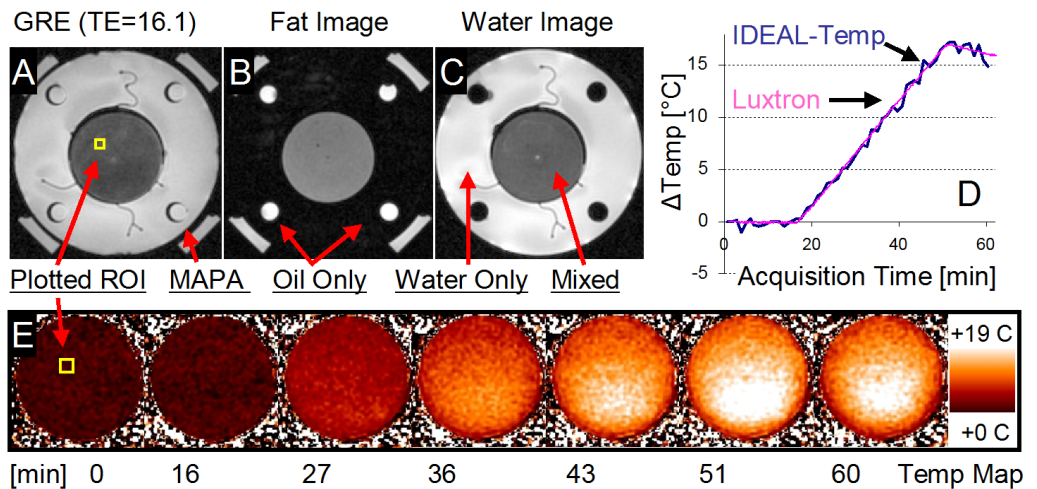 GRE (TE=16.1) Fat Image Water Image
A B C
IDEAL-Temp
Luxtron
D
ΔTemp [°C]
15
10
5
0
-5
0 20 40 60
Acquisition Time [min]
Plotted ROI MAPA Oil Only Water Only Mixed
E
+19 C
+0 C
[min] 0 16 27 36 43 51 60 Temp Map